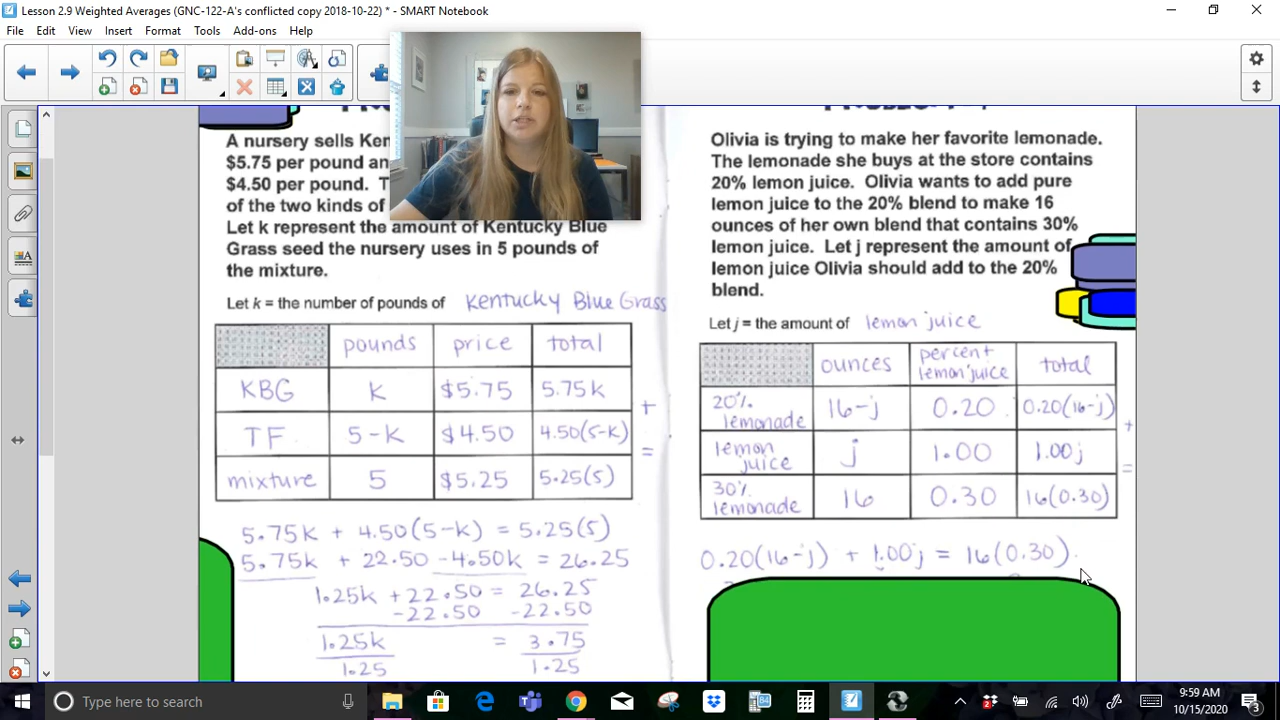 Lesson 2.9 Weighted Averages (GNC-122-A's conflicted copy 2018-10-22) * - SMART Notebook
File Edit View Insert Format Tools Add-ons Help
A nursery sells Ken
$5.75 per pound an
$4.50 per pound. T
of the two kinds of
Let k represent the amount of Kentucky Blue
Grass seed the nursery uses in 5 pounds of
the mixture.
Let k = the number of pounds of Kentucky Blue Grass
pounds price total
KBG k $5.75 5.75k
+
TF 5-k $4.50 4.50(5-k)
=
mixture 5 $5.25 5.25(5)
5.75k + 4.50(5-k) = 5.25(5)
5.75k + 22.50 -4.50k = 26.25
1.25k +22.50 = 26.25
-22.50 -22.50
1.25k = 3.75
1.25 1.25
Olivia is trying to make her favorite lemonade.
The lemonade she buys at the store contains
20% lemon juice. Olivia wants to add pure
lemon juice to the 20% blend to make 16
ounces of her own blend that contains 30%
lemon juice. Let j represent the amount of
lemon juice Olivia should add to the 20%
blend.
Let j = the amount of lemon juice
ounces percent lemon juice total
20% lemonade 16-j 0.20 0.20(16-j)
+
lemon juice j 1.00 1.00j
=
30% lemonade 16 0.30 16(0.30)
0.20(16-j) + 1.00j = 16(0.30)
Type here to search
9:59 AM
10/15/2020
3